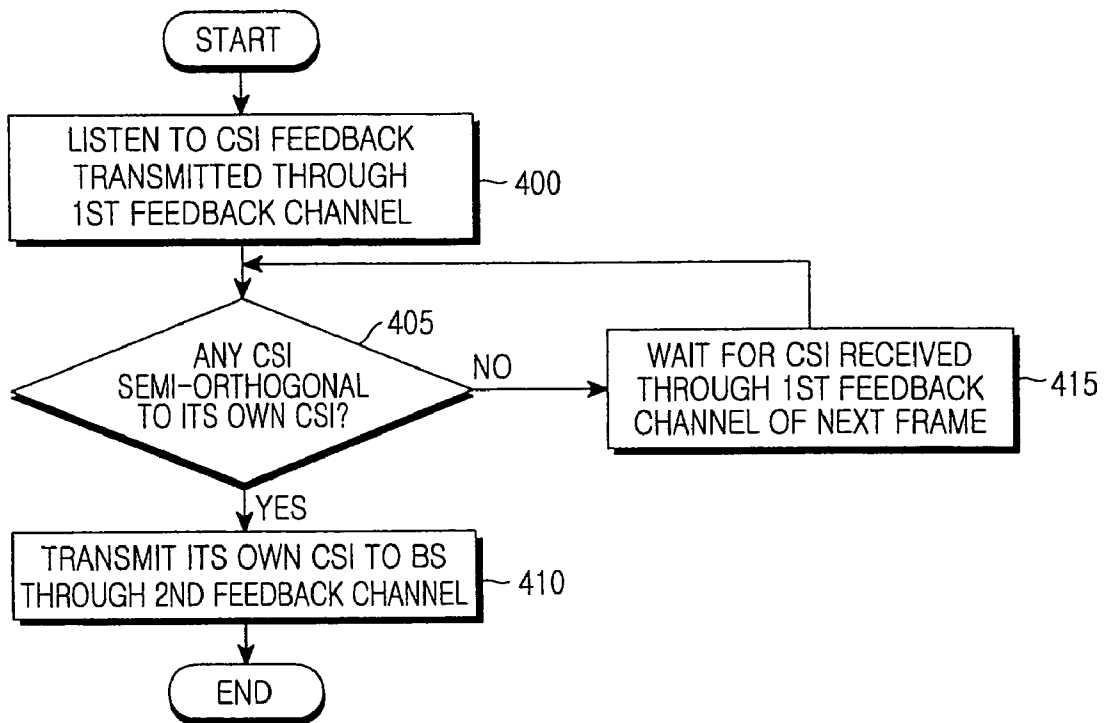 START
LISTEN TO CSI FEEDBACK
TRANSMITTED THROUGH
1ST FEEDBACK CHANNEL
400
405
ANY CSI
SEMI-ORTHOGONAL
TO ITS OWN CSI?
NO
WAIT FOR CSI RECEIVED
THROUGH 1ST FEEDBACK
CHANNEL OF NEXT FRAME
415
YES
TRANSMIT ITS OWN CSI TO BS
THROUGH 2ND FEEDBACK CHANNEL
410
END